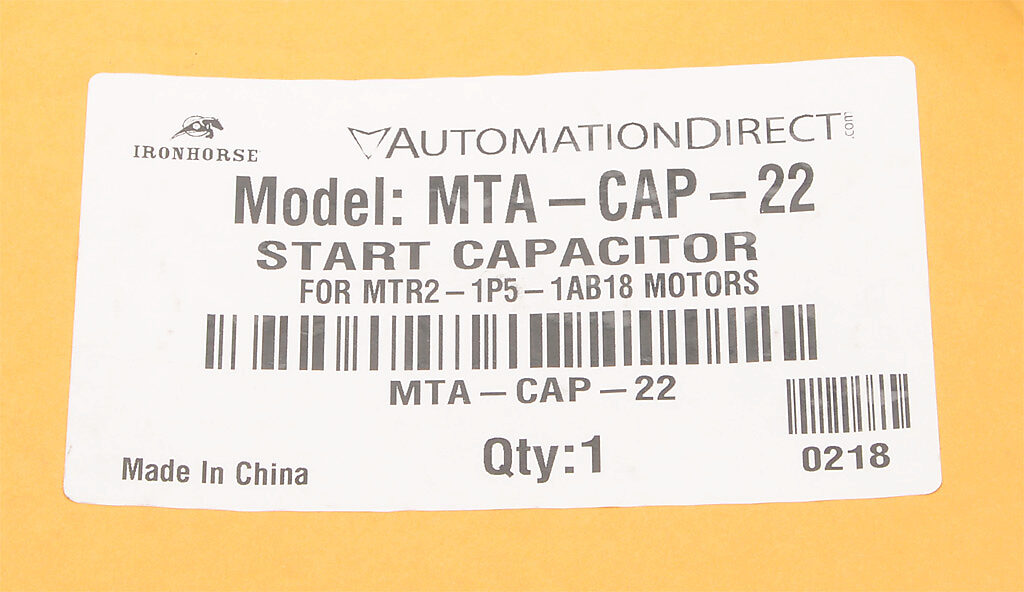 IRONHORSE
AUTOMATIONDIRECT.com
Model: MTA-CAP-22
START CAPACITOR
FOR MTR2-1P5-1AB18 MOTORS
MTA-CAP-22
Qty:1
0218
Made In China